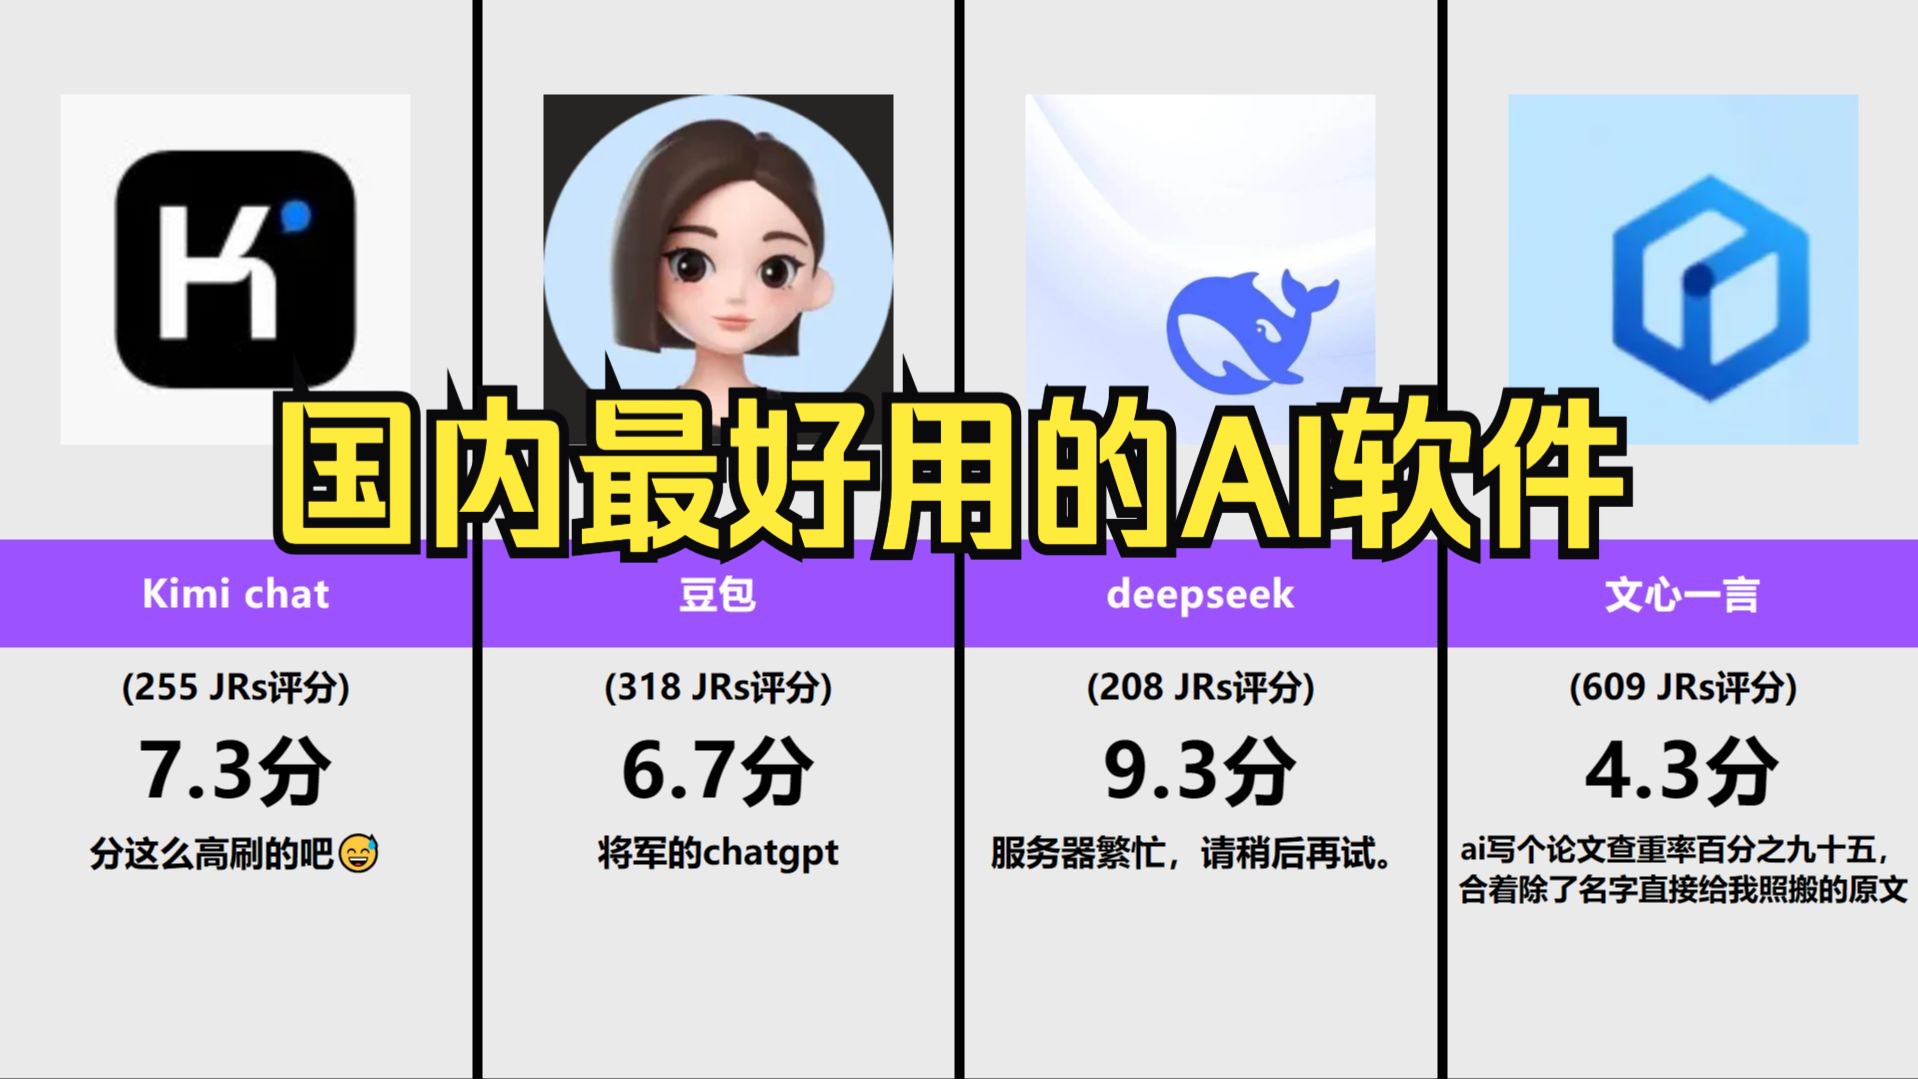 国内最好用的AI软件
Kimi chat
(255 JRs评分)
7.3分
分这么高刷的吧😅
豆包
(318 JRs评分)
6.7分
将军的chatgpt
deepseek
(208 JRs评分)
9.3分
服务器繁忙，请稍后再试。
文心一言
(609 JRs评分)
4.3分
ai写个论文查重率百分之九十五，
合着除了名字直接给我照搬的原文